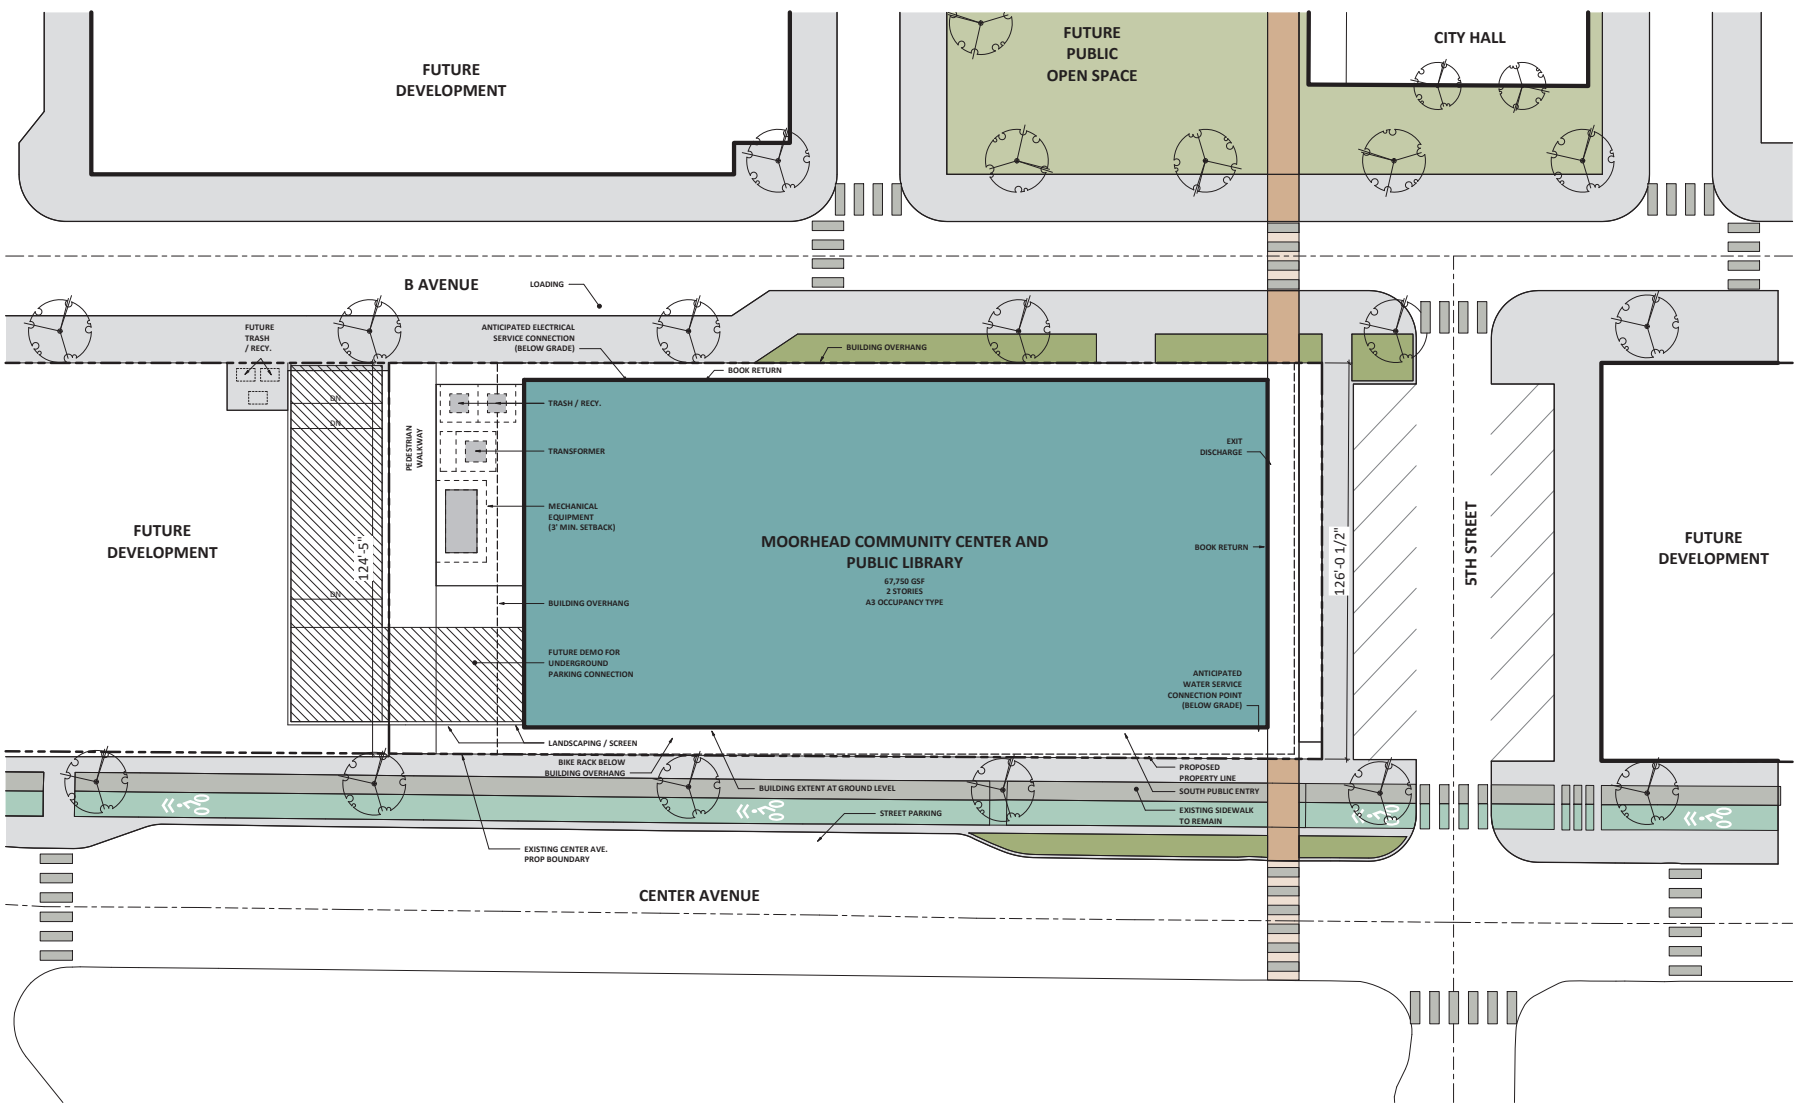 FUTURE
DEVELOPMENT
FUTURE
PUBLIC
OPEN SPACE
CITY HALL
B AVENUE
LOADING
FUTURE
TRASH
/ RECY.
ANTICIPATED ELECTRICAL
SERVICE CONNECTION
(BELOW GRADE)
BUILDING OVERHANG
BOOK RETURN
DN
DN
DN
PEDESTRIAN
WALKWAY
TRASH / RECY.
TRANSFORMER
MECHANICAL
EQUIPMENT
(3' MIN. SETBACK)
EXIT
DISCHARGE
FUTURE
DEVELOPMENT
124'-5"
MOORHEAD COMMUNITY CENTER AND
PUBLIC LIBRARY
67,750 GSF
2 STORIES
A3 OCCUPANCY TYPE
BOOK RETURN
126'-0 1/2"
5TH STREET
FUTURE
DEVELOPMENT
BUILDING OVERHANG
FUTURE DEMO FOR
UNDERGROUND
PARKING CONNECTION
ANTICIPATED
WATER SERVICE
CONNECTION POINT
(BELOW GRADE)
LANDSCAPING / SCREEN
BIKE RACK BELOW
BUILDING OVERHANG
PROPOSED
PROPERTY LINE
BUILDING EXTENT AT GROUND LEVEL
SOUTH PUBLIC ENTRY
STREET PARKING
EXISTING SIDEWALK
TO REMAIN
EXISTING CENTER AVE.
PROP BOUNDARY
CENTER AVENUE